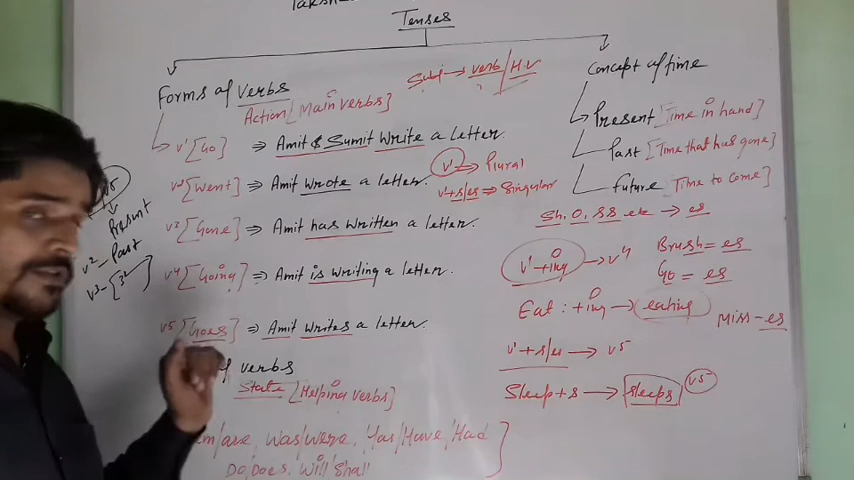 Tenses
Forms of Verbs
Action [Main verbs]
Subj → verb/H.V
Concept of time
V¹ [Go] ⇒ Amit & Sumit Write a letter.
V² [Went] ⇒ Amit wrote a letter.
V³ [Gone] ⇒ Amit has written a letter.
V⁴ [Going] ⇒ Amit is writing a letter.
V⁵ [Goes] ⇒ Amit writes a letter.
V¹ ⇒ Plural
V¹+s/es ⇒ Singular
Present [Time in hand]
Past [Time that has gone]
future [Time to come]
Sh, O, SS etc → es
V¹+ing → V⁴
Brush = es
Go = es
Eat : +ing → eating
Miss - es
V¹+s/es → V⁵
Sleep+s → sleeps V⁵
Present
V² - Past
V³ -
of verbs
State [Helping verbs]
/are, Was/Were, Has/Have, Had
Do, Does, Will/Shall